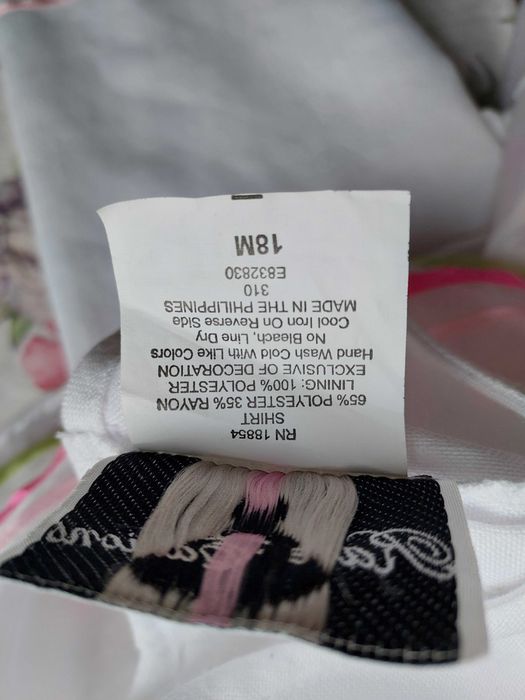 RN 18854
SHIRT
65% POLYESTER 35% RAYON
LINING: 100% POLYESTER
EXCLUSIVE OF DECORATION
Hand Wash Cold With Like Colors
No Bleach, Line Dry
Cool Iron On Reverse Side
MADE IN THE PHILIPPINES
310
E832830
18M